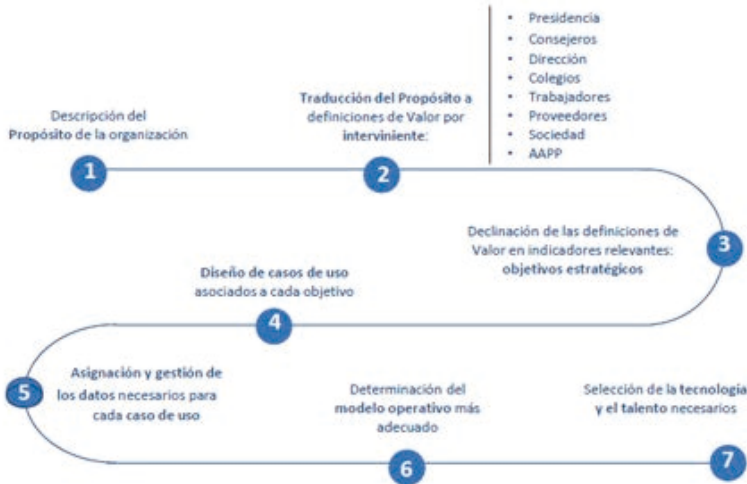 Descripción del
Propósito de la organización
1
Traducción del Propósito a
definiciones de Valor por
interviniente:
2
• Presidencia
• Consejeros
• Dirección
• Colegios
• Trabajadores
• Proveedores
• Sociedad
• AAPP
Declinación de las definiciones de
Valor en indicadores relevantes:
objetivos estratégicos
3
Diseño de casos de uso
asociados a cada objetivo
4
Asignación y gestión de
los datos necesarios para
cada caso de uso
5
Determinación del
modelo operativo más
adecuado
6
Selección de la tecnología
y el talento necesarios
7